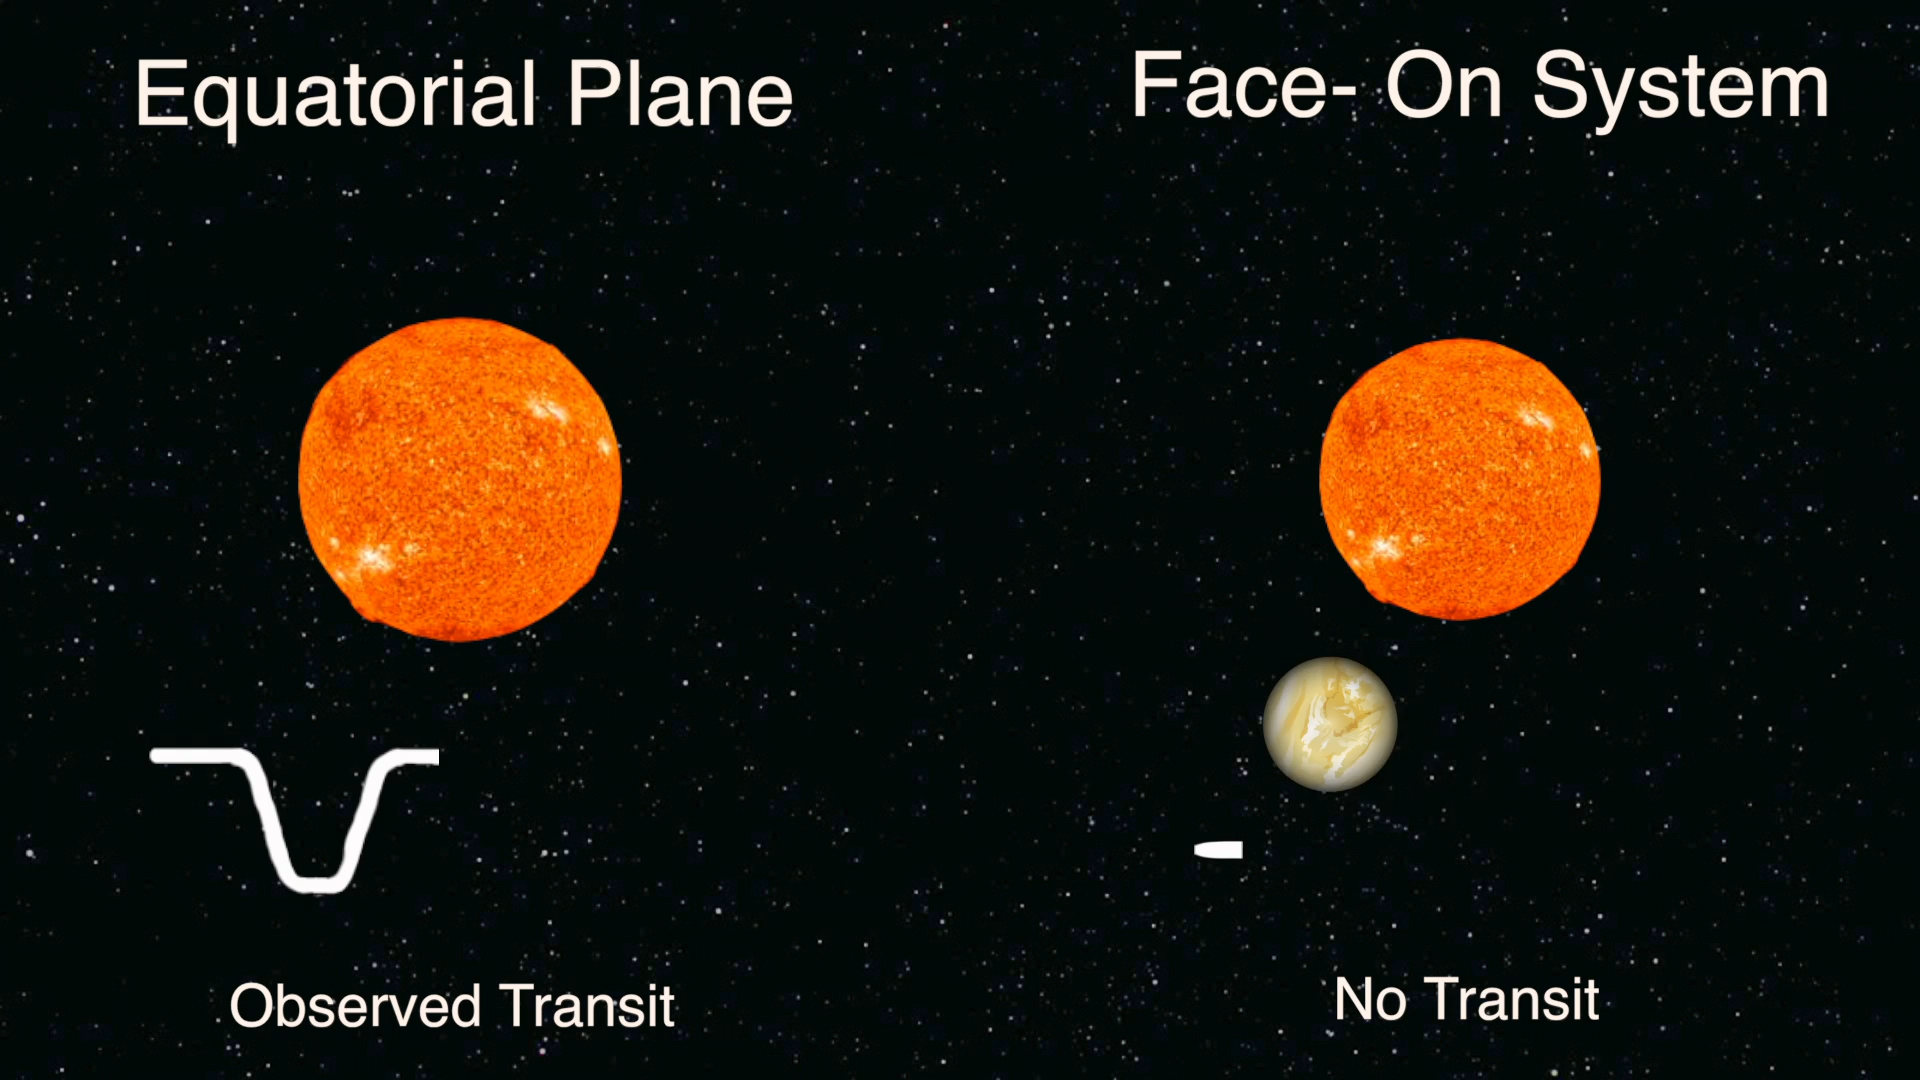 Equatorial Plane
Face- On System
Observed Transit
No Transit